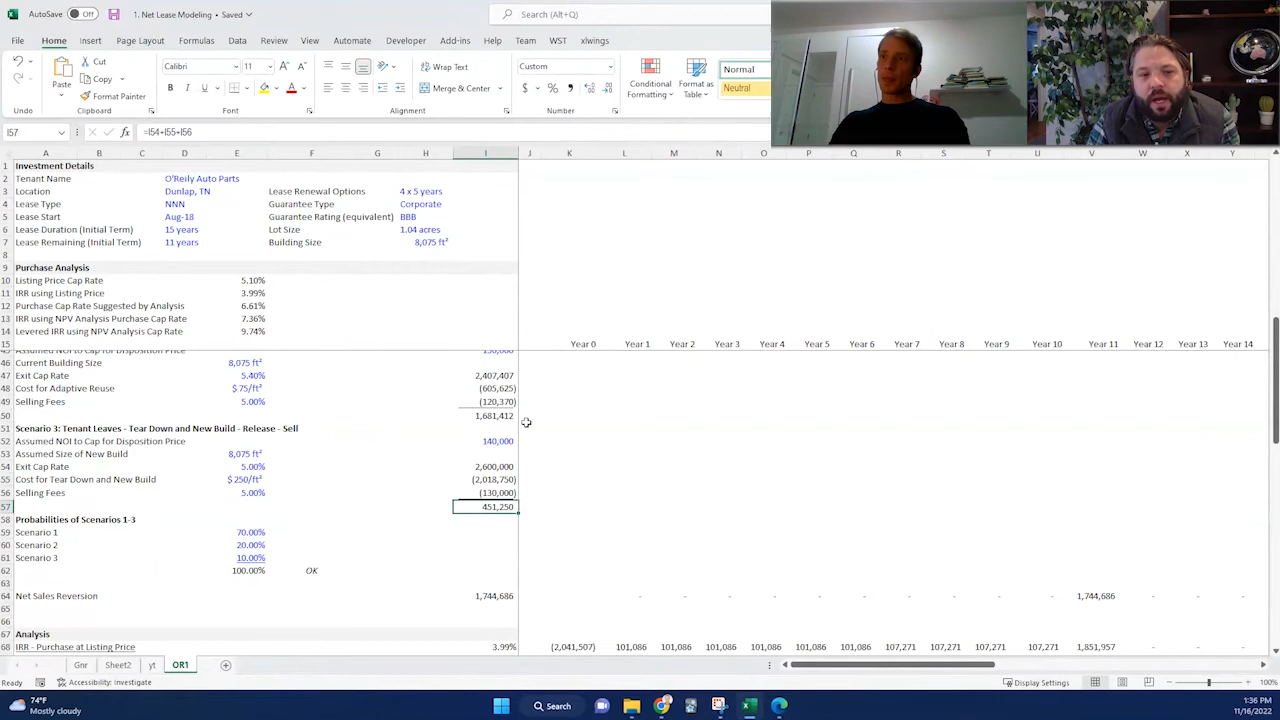 AutoSave Off 1. Net Lease Modeling • Saved Search (Alt+Q)
File Home Insert Page Layout Formulas Data Review View Automate Developer Add-ins Help Team WST xlwings
Paste Cut Copy Format Painter Calibri 11 Wrap Text Merge & Center Custom Conditional Formatting Format as Table Normal Neutral
Undo Clipboard Font Alignment Number
I57 =I54+I55+I56
A B C D E F G H I J K L M N O P Q R S T U V W X Y
1 Investment Details
2 Tenant Name O'Reily Auto Parts
3 Location Dunlap, TN Lease Renewal Options 4 x 5 years
4 Lease Type NNN Guarantee Type Corporate
5 Lease Start Aug-18 Guarantee Rating (equivalent) BBB
6 Lease Duration (Initial Term) 15 years Lot Size 1.04 acres
7 Lease Remaining (Initial Term) 11 years Building Size 8,075 ft²
8
9 Purchase Analysis
10 Listing Price Cap Rate 5.10%
11 IRR using Listing Price 3.99%
12 Purchase Cap Rate Suggested by Analysis 6.61%
13 IRR using NPV Analysis Purchase Cap Rate 7.36%
14 Levered IRR using NPV Analysis Cap Rate 9.74%
15 Year 0 Year 1 Year 2 Year 3 Year 4 Year 5 Year 6 Year 7 Year 8 Year 9 Year 10 Year 11 Year 12 Year 13 Year 14
45 Assumed NOI to Cap for Disposition Price 130,000
46 Current Building Size 8,075 ft²
47 Exit Cap Rate 5.40% 2,407,407
48 Cost for Adaptive Reuse $ 75/ft² (605,625)
49 Selling Fees 5.00% (120,370)
50 1,681,412
51 Scenario 3: Tenant Leaves - Tear Down and New Build - Release - Sell
52 Assumed NOI to Cap for Disposition Price 140,000
53 Assumed Size of New Build 8,075 ft²
54 Exit Cap Rate 5.00% 2,600,000
55 Cost for Tear Down and New Build $ 250/ft² (2,018,750)
56 Selling Fees 5.00% (130,000)
57 451,250
58 Probabilities of Scenarios 1-3
59 Scenario 1 70.00%
60 Scenario 2 20.00%
61 Scenario 3 10.00%
62 100.00% OK
63
64 Net Sales Reversion 1,744,686 - - - - - - - - - - 1,744,686 - - -
65
66
67 Analysis
68 IRR - Purchase at Listing Price 3.99% (2,041,507) 101,086 101,086 101,086 101,086 101,086 101,086 107,271 107,271 107,271 107,271 1,851,957 - - -
Gnr Sheet2 yt OR1
Ready Accessibility: Investigate Display Settings 100%
74°F Mostly cloudy Search 1:36 PM 11/16/2022